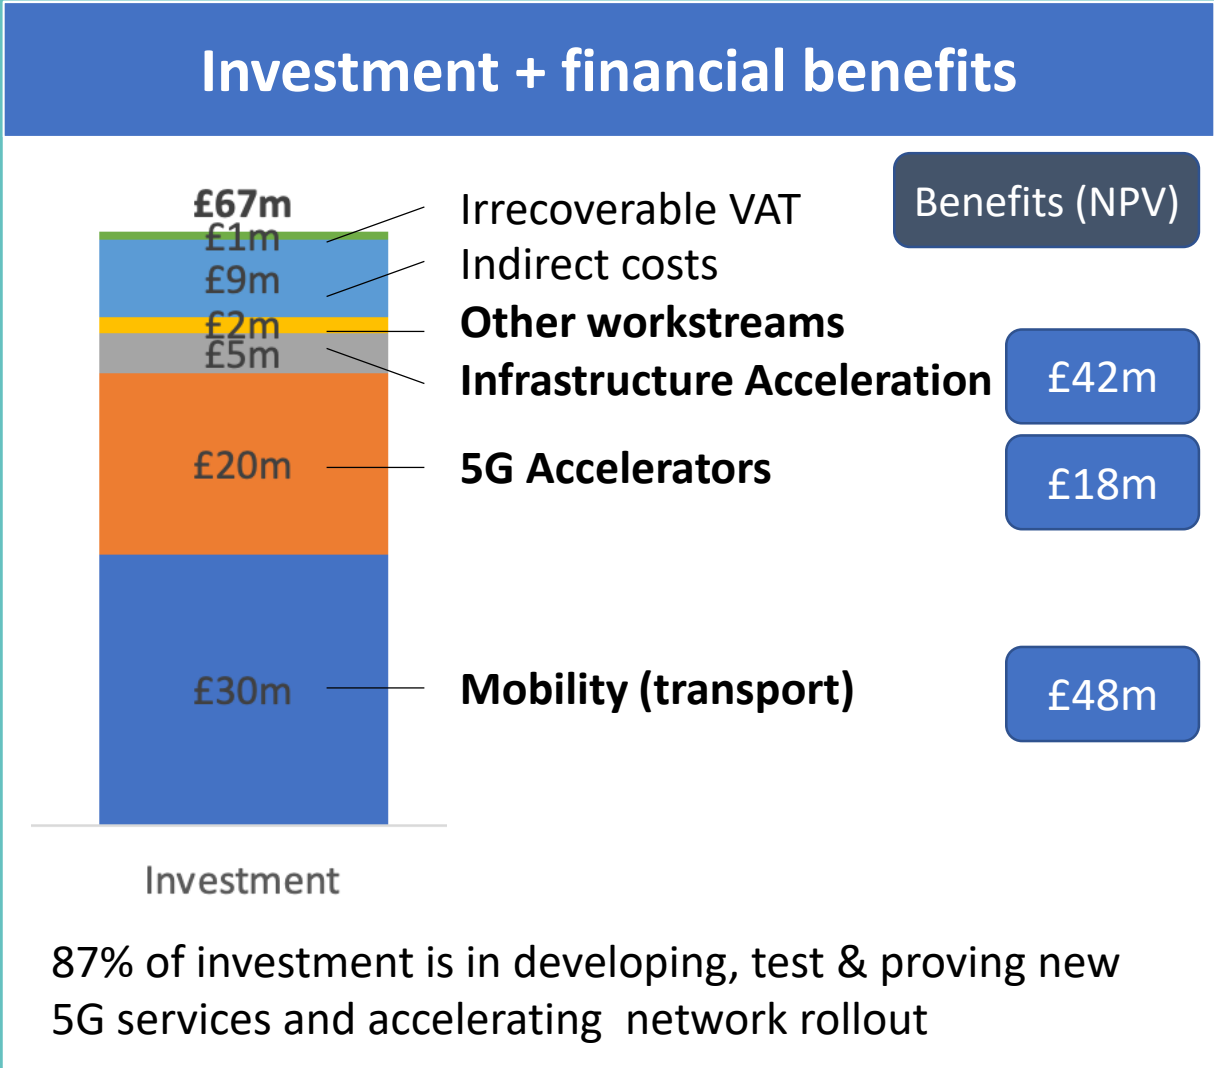 Investment + financial benefits
Benefits (NPV)
£67m
£1m
Irrecoverable VAT
£9m
Indirect costs
£2m
Other workstreams
£5m
Infrastructure Acceleration
£42m
£20m
5G Accelerators
£18m
£30m
Mobility (transport)
£48m
Investment
87% of investment is in developing, test & proving new
5G services and accelerating  network rollout